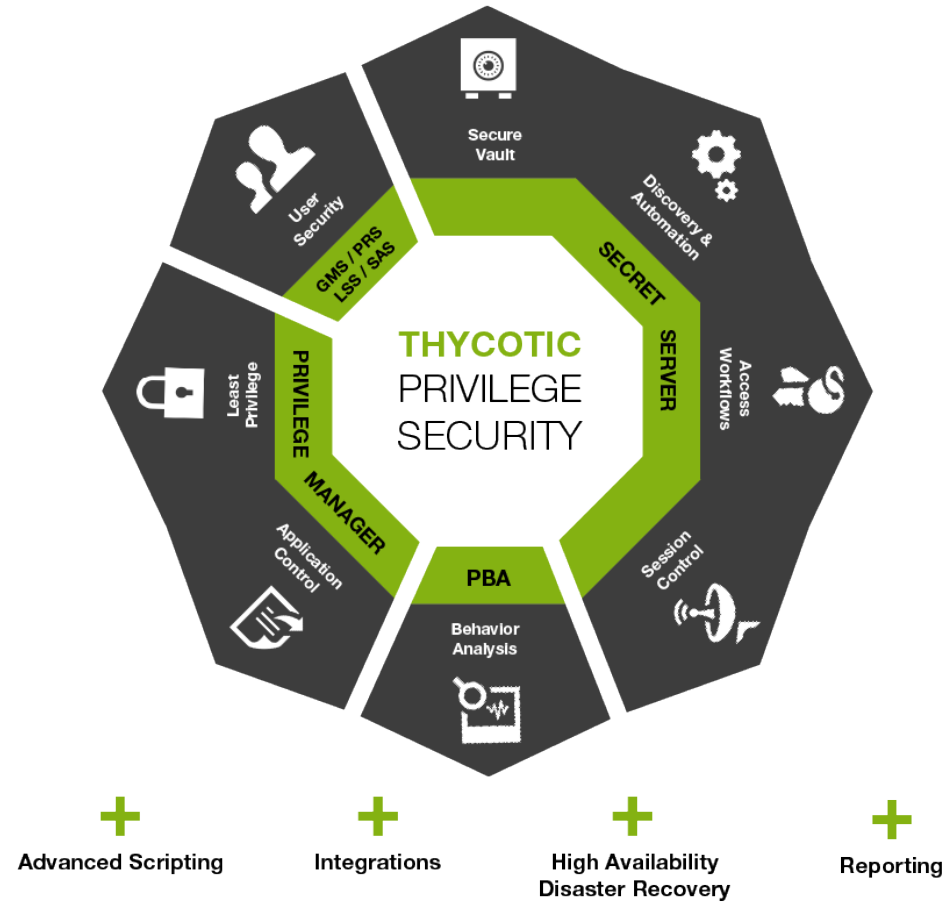 THYCOTIC
PRIVILEGE
SECURITY
Secure
Vault
Discovery &
Automation
SECRET
SERVER
Access
Workflows
Session
Control
PBA
Behavior
Analysis
PRIVILEGE
MANAGER
Application
Control
Least
Privilege
GMS / PRS
LSS / SAS
User
Security
Advanced Scripting
Integrations
High Availability
Disaster Recovery
Reporting